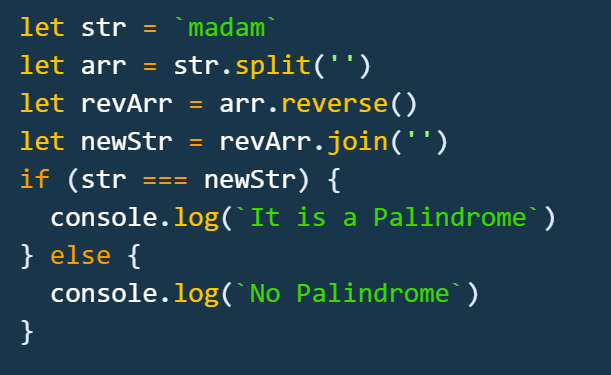 let str = `madam`
let arr = str.split('')
let revArr = arr.reverse()
let newStr = revArr.join('')
if (str === newStr) {
  console.log(`It is a Palindrome`)
} else {
  console.log(`No Palindrome`)
}